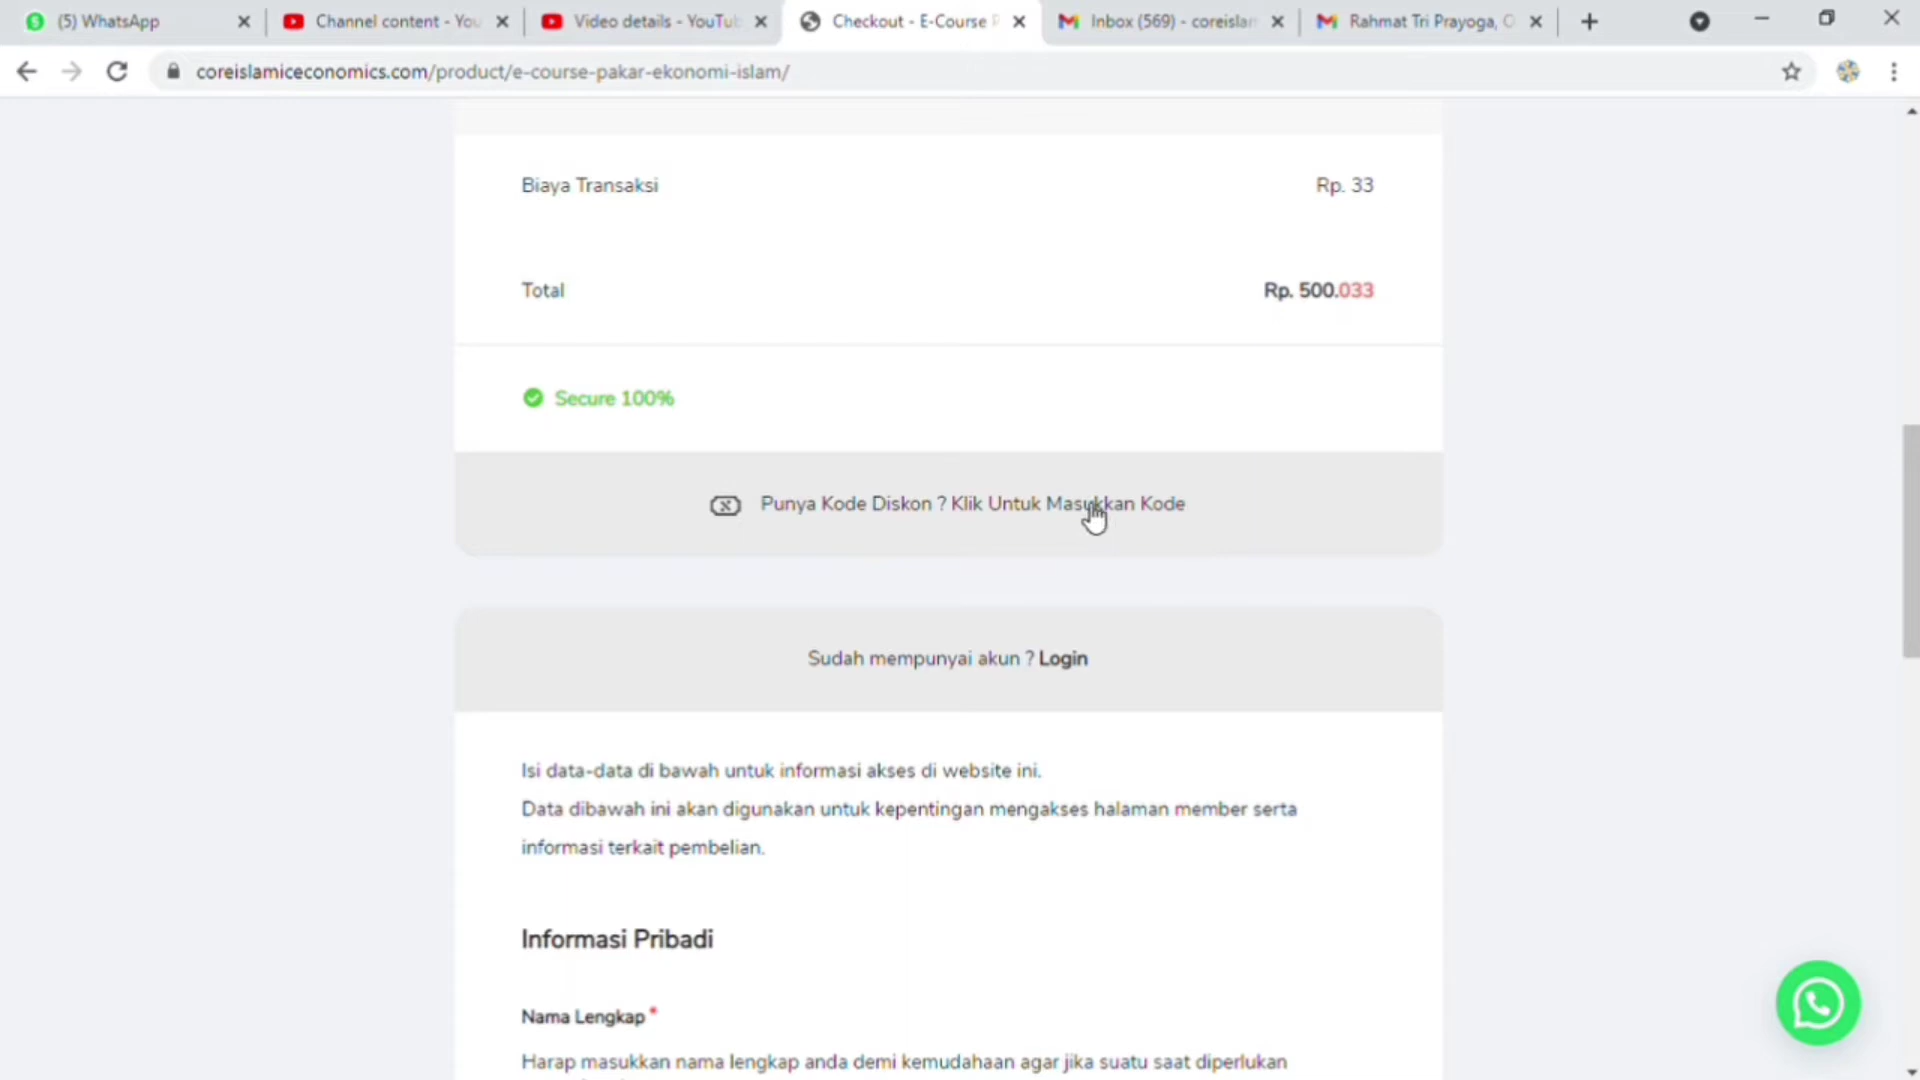 (5) WhatsApp
Channel content - You
Video details - YouTub
Checkout - E-Course P
Inbox (569) - coreislam
Rahmat Tri Prayoga, O
coreislamiceconomics.com/product/e-course-pakar-ekonomi-islam/
Biaya Transaksi Rp. 33
Total Rp. 500.033
Secure 100%
Punya Kode Diskon ? Klik Untuk Masukkan Kode
Sudah mempunyai akun ? Login
Isi data-data di bawah untuk informasi akses di website ini.
Data dibawah ini akan digunakan untuk kepentingan mengakses halaman member serta
informasi terkait pembelian.
Informasi Pribadi
Nama Lengkap *
Harap masukkan nama lengkap anda demi kemudahaan agar jika suatu saat diperlukan